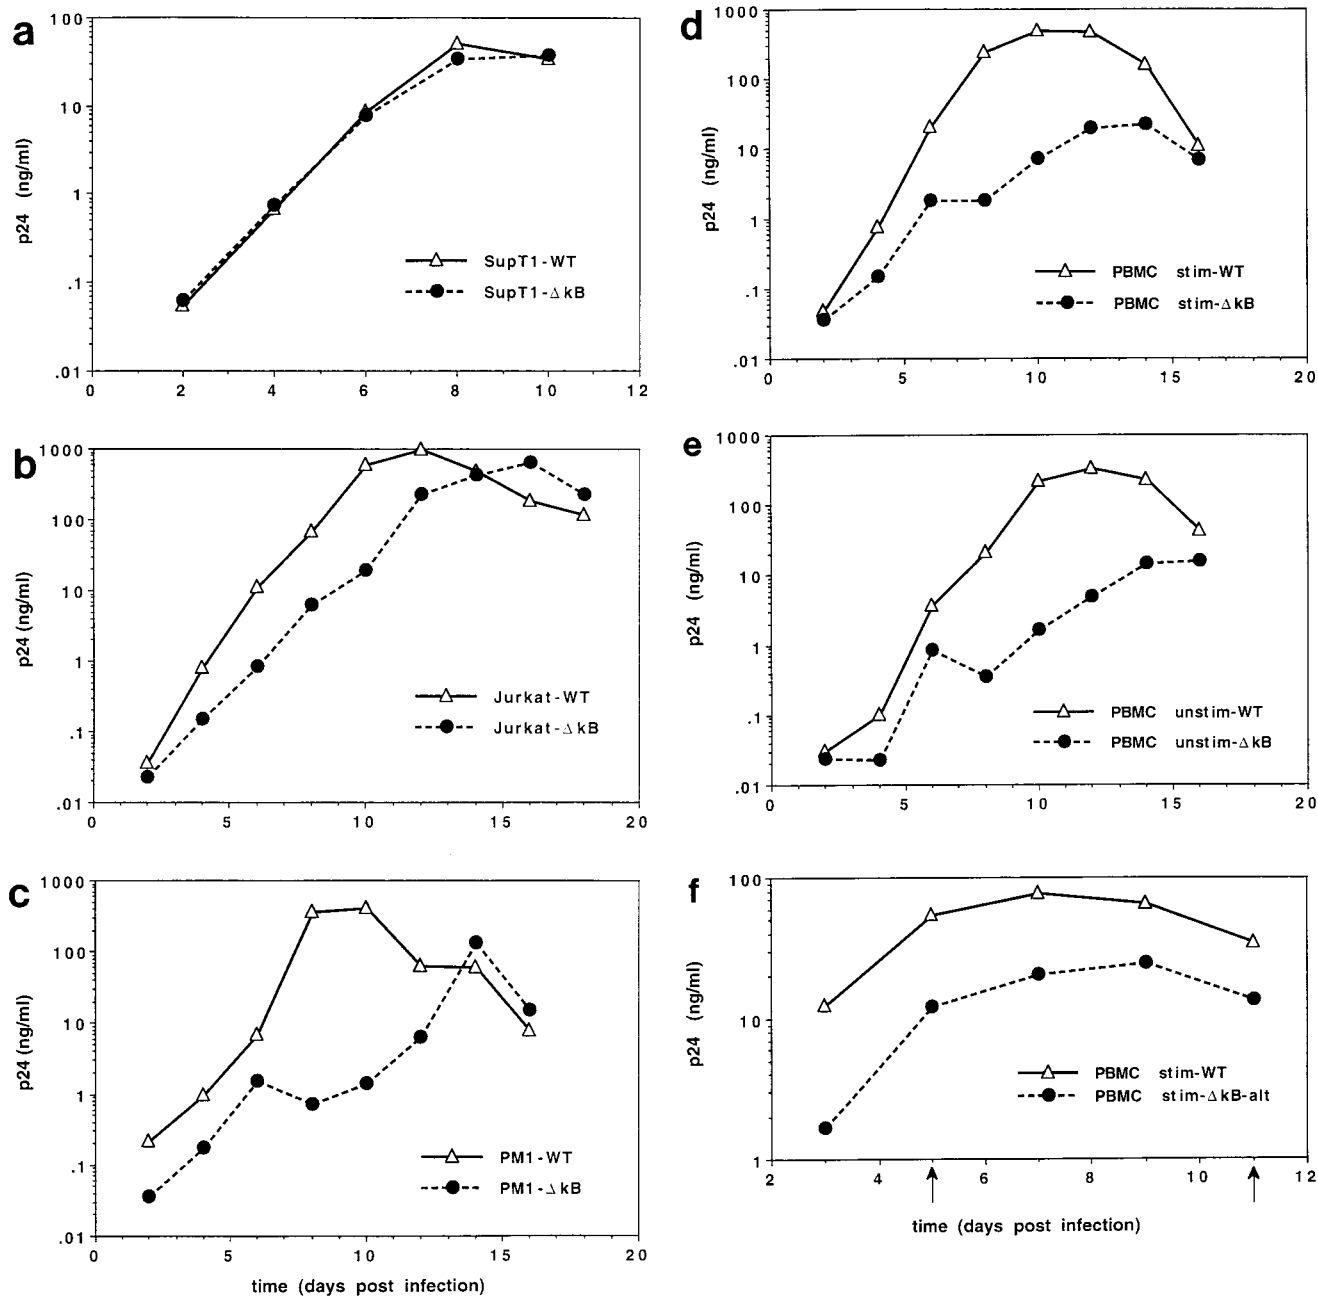 a
100
10
1
.1
.01
p24 (ng/ml)
SupT1-WT
SupT1-ΔkB
0 2 4 6 8 10 12
b
1000
100
10
1
.1
.01
p24 (ng/ml)
Jurkat-WT
Jurkat-ΔkB
0 5 10 15 20
c
1000
100
10
1
.1
.01
p24 (ng/ml)
PM1-WT
PM1-ΔkB
0 5 10 15 20
time (days post infection)
d
1000
100
10
1
.1
.01
p24 (ng/ml)
PBMC stim-WT
PBMC stim-ΔkB
0 5 10 15 20
e
1000
100
10
1
.1
.01
p24 (ng/ml)
PBMC unstim-WT
PBMC unstim-ΔkB
0 5 10 15 20
f
100
10
1
p24 (ng/ml)
PBMC stim-WT
PBMC stim-ΔkB-alt
2 4 6 8 10 12
time (days post infection)